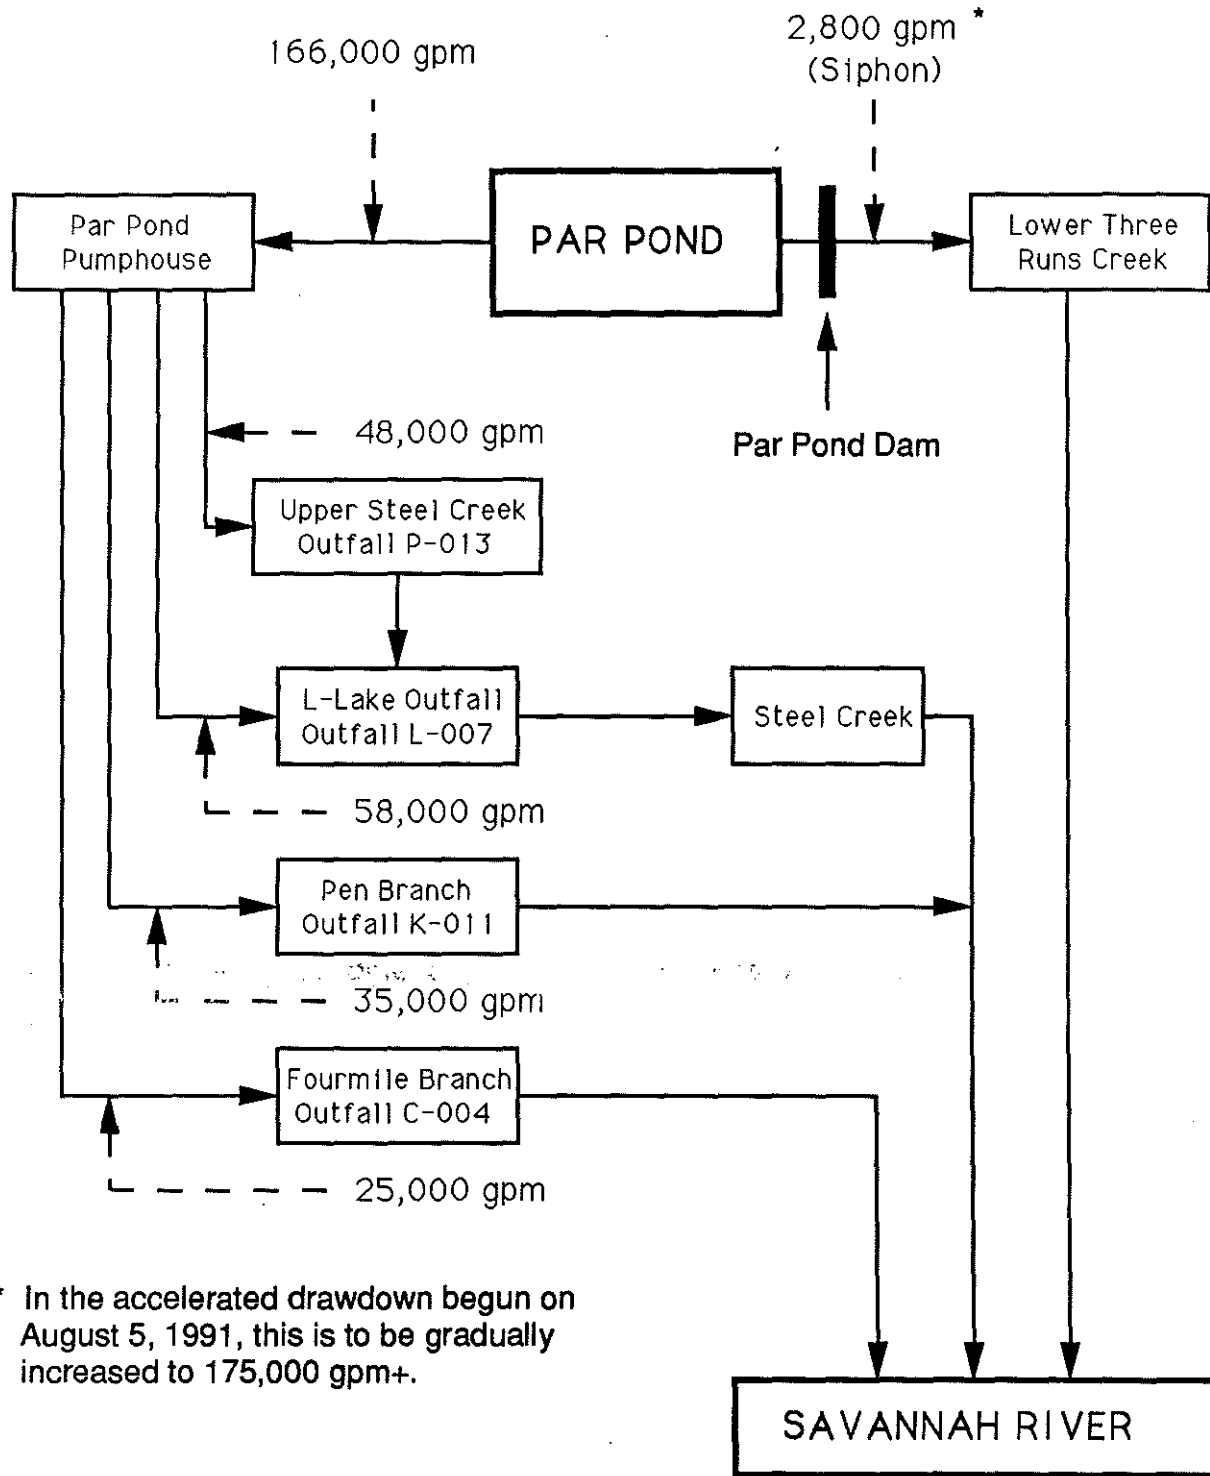 166,000 gpm
2,800 gpm *
(Siphon)
Par Pond
Pumphouse
PAR POND
Lower Three
Runs Creek
Par Pond Dam
48,000 gpm
Upper Steel Creek
Outfall P-013
L-Lake Outfall
Outfall L-007
Steel Creek
58,000 gpm
Pen Branch
Outfall K-011
35,000 gpm
Fourmile Branch
Outfall C-004
25,000 gpm
* In the accelerated drawdown begun on
August 5, 1991, this is to be gradually
increased to 175,000 gpm+.
SAVANNAH RIVER